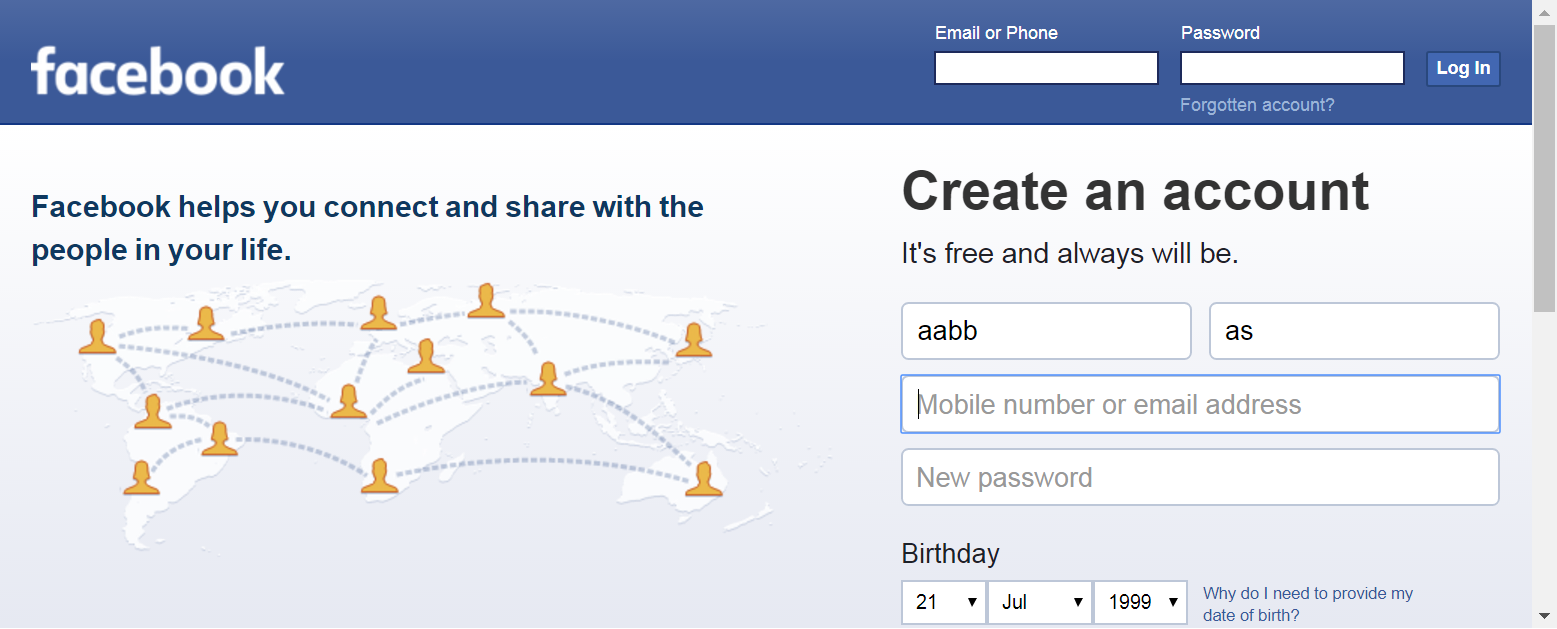 facebook
Email or Phone
Password
Log In
Forgotten account?
Facebook helps you connect and share with the
people in your life.
Create an account
It's free and always will be.
aabb
as
Mobile number or email address
New password
Birthday
21
Jul
1999
Why do I need to provide my
date of birth?